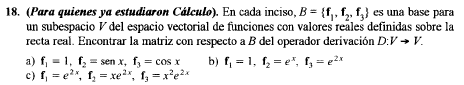 18. (Para quienes ya estudiaron Cálculo). En cada inciso, B = {f₁, f₂, f₃} es una base para
un subespacio V del espacio vectorial de funciones con valores reales definidas sobre la
recta real. Encontrar la matriz con respecto a B del operador derivación D:V → V.
a) f₁ = 1, f₂ = sen x, f₃ = cos x b) f₁ = 1, f₂ = eˣ, f₃ = e²ˣ
c) f₁ = e²ˣ, f₂ = xe²ˣ, f₃ = x²e²ˣ